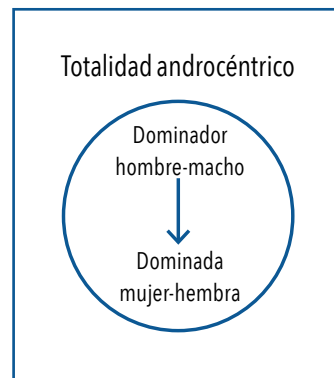 Totalidad androcéntrico
Dominador
hombre-macho
Dominada
mujer-hembra